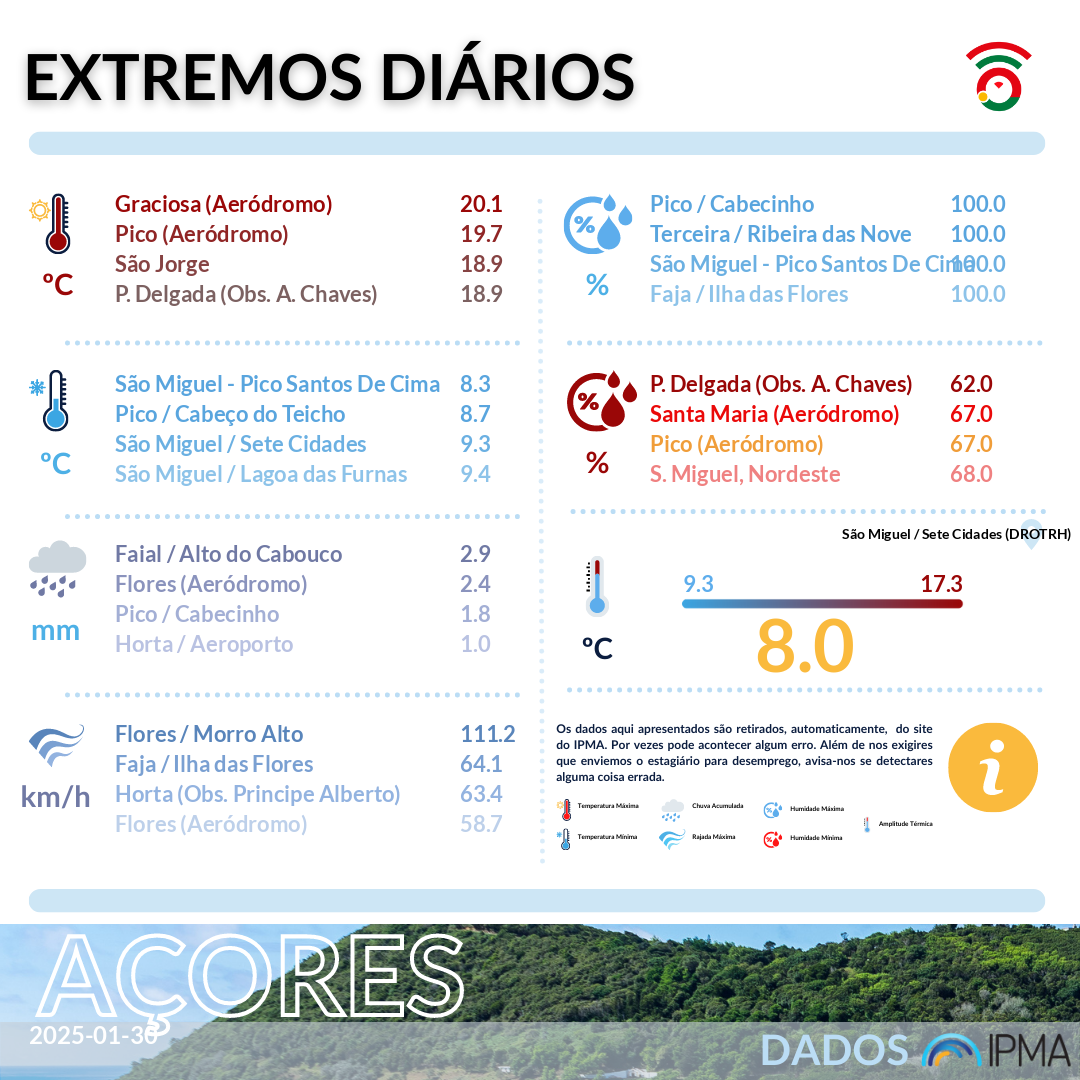 EXTREMOS DIÁRIOS
Graciosa (Aeródromo) 20.1
Pico (Aeródromo) 19.7
São Jorge 18.9
P. Delgada (Obs. A. Chaves) 18.9
ºC
São Miguel - Pico Santos De Cima 8.3
Pico / Cabeço do Teicho 8.7
São Miguel / Sete Cidades 9.3
São Miguel / Lagoa das Furnas 9.4
ºC
Faial / Alto do Cabouco 2.9
Flores (Aeródromo) 2.4
Pico / Cabecinho 1.8
Horta / Aeroporto 1.0
mm
Flores / Morro Alto 111.2
Faja / Ilha das Flores 64.1
Horta (Obs. Principe Alberto) 63.4
Flores (Aeródromo) 58.7
km/h
%
Pico / Cabecinho 100.0
Terceira / Ribeira das Nove 100.0
São Miguel - Pico Santos De Cima 100.0
Faja / Ilha das Flores 100.0
%
%
P. Delgada (Obs. A. Chaves) 62.0
Santa Maria (Aeródromo) 67.0
Pico (Aeródromo) 67.0
S. Miguel, Nordeste 68.0
%
São Miguel / Sete Cidades (DROTRH)
9.3 17.3
8.0
ºC
Os dados aqui apresentados são retirados, automaticamente, do site
do IPMA. Por vezes pode acontecer algum erro. Além de nos exigires
que enviemos o estagiário para desemprego, avisa-nos se detectares
alguma coisa errada.
i
Temperatura Máxima Chuva Acumulada Humidade Máxima
Amplitude Térmica
Temperatura Mínima Rajada Máxima Humidade Mínima
AÇORES
2025-01-30
DADOS IPMA